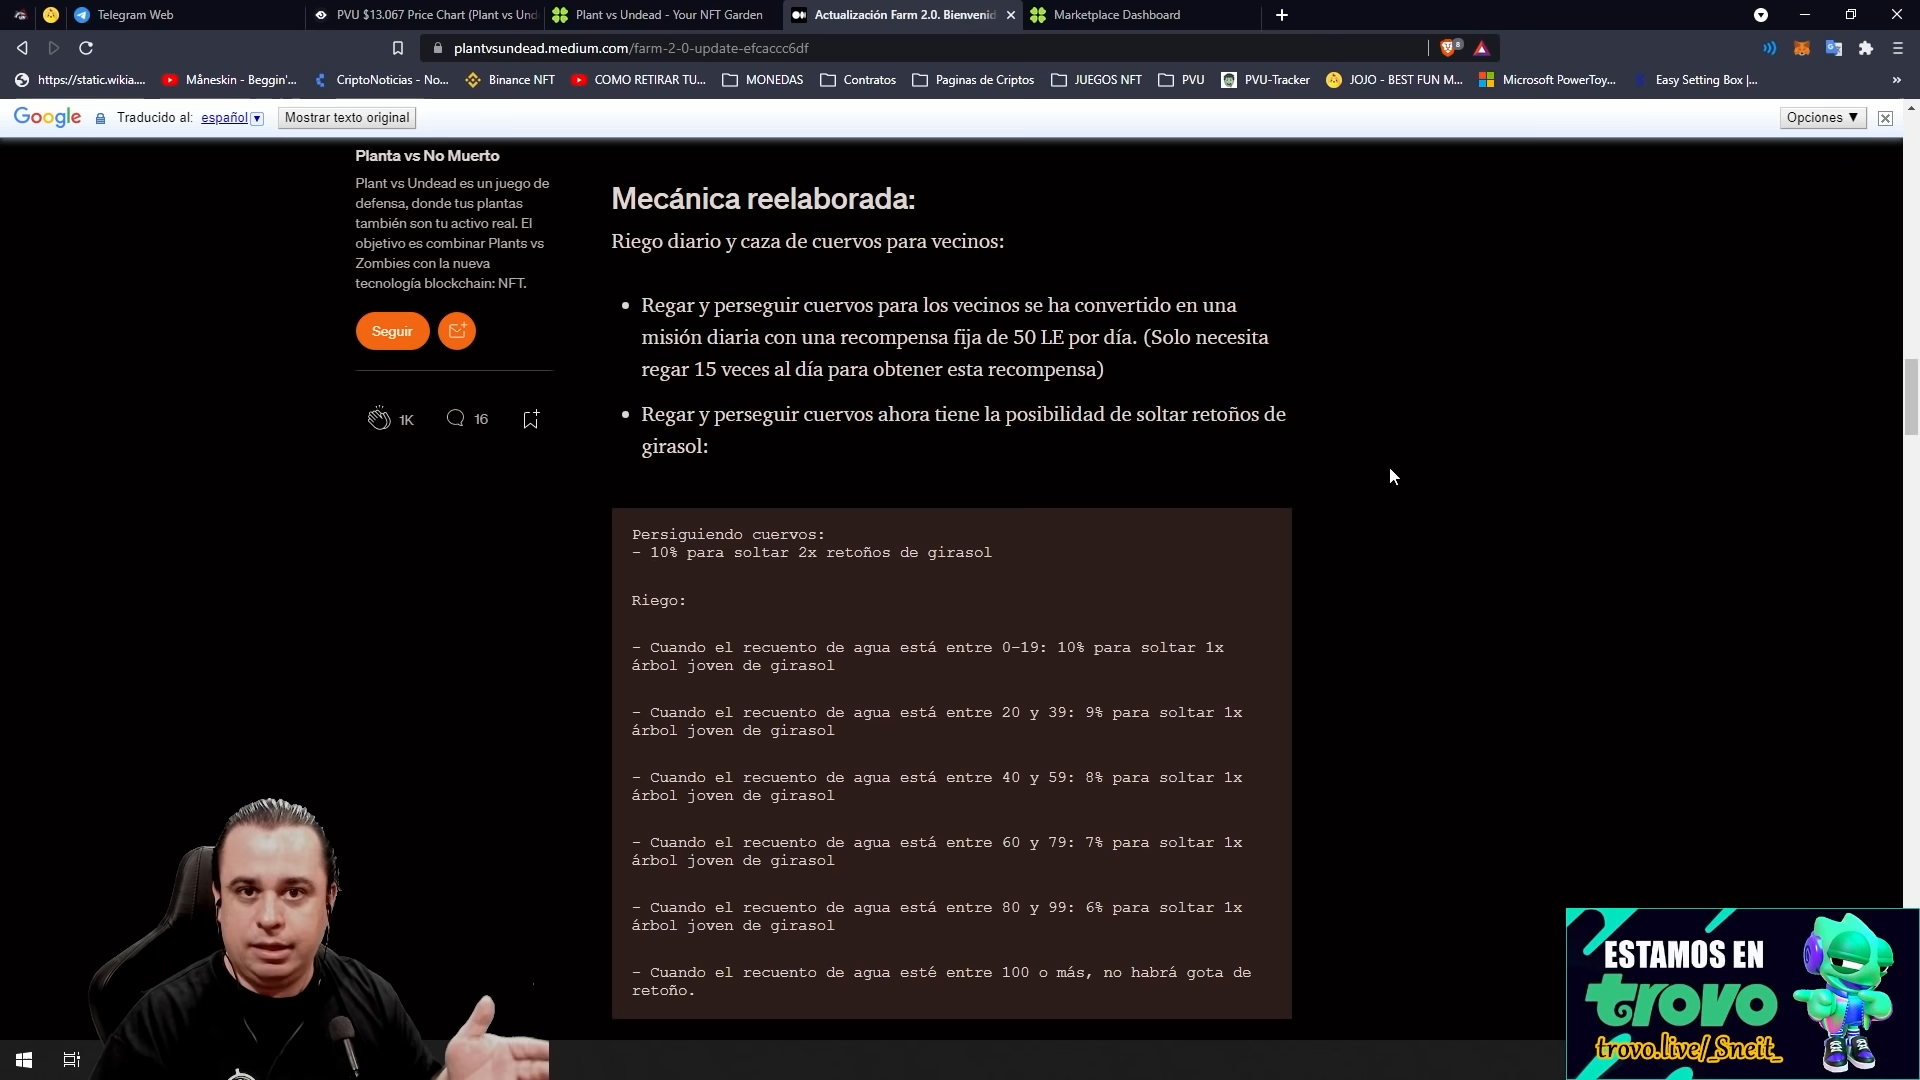 Telegram Web
PVU $13.067 Price Chart (Plant vs Und
Plant vs Undead - Your NFT Garden
Actualización Farm 2.0. Bienvenid
Marketplace Dashboard
plantvsundead.medium.com/farm-2-0-update-efcaccc6df
8
https://static.wikia....
Måneskin - Beggin'...
CriptoNoticias - No...
Binance NFT
COMO RETIRAR TU...
MONEDAS
Contratos
Paginas de Criptos
JUEGOS NFT
PVU
PVU-Tracker
JOJO - BEST FUN M...
Microsoft PowerToy...
Easy Setting Box |...
Google
Traducido al: español
Mostrar texto original
Opciones ▼
Planta vs No Muerto
Plant vs Undead es un juego de
defensa, donde tus plantas
también son tu activo real. El
objetivo es combinar Plants vs
Zombies con la nueva
tecnología blockchain: NFT.
Seguir
1K
16
Mecánica reelaborada:
Riego diario y caza de cuervos para vecinos:
• Regar y perseguir cuervos para los vecinos se ha convertido en una
misión diaria con una recompensa fija de 50 LE por día. (Solo necesita
regar 15 veces al día para obtener esta recompensa)
• Regar y perseguir cuervos ahora tiene la posibilidad de soltar retoños de
girasol:
Persiguiendo cuervos:
- 10% para soltar 2x retoños de girasol
Riego:
- Cuando el recuento de agua está entre 0-19: 10% para soltar 1x
árbol joven de girasol
- Cuando el recuento de agua está entre 20 y 39: 9% para soltar 1x
árbol joven de girasol
- Cuando el recuento de agua está entre 40 y 59: 8% para soltar 1x
árbol joven de girasol
- Cuando el recuento de agua está entre 60 y 79: 7% para soltar 1x
árbol joven de girasol
- Cuando el recuento de agua está entre 80 y 99: 6% para soltar 1x
árbol joven de girasol
- Cuando el recuento de agua esté entre 100 o más, no habrá gota de
retoño.
ESTAMOS EN
trovo
trovo.live/_Sneit_